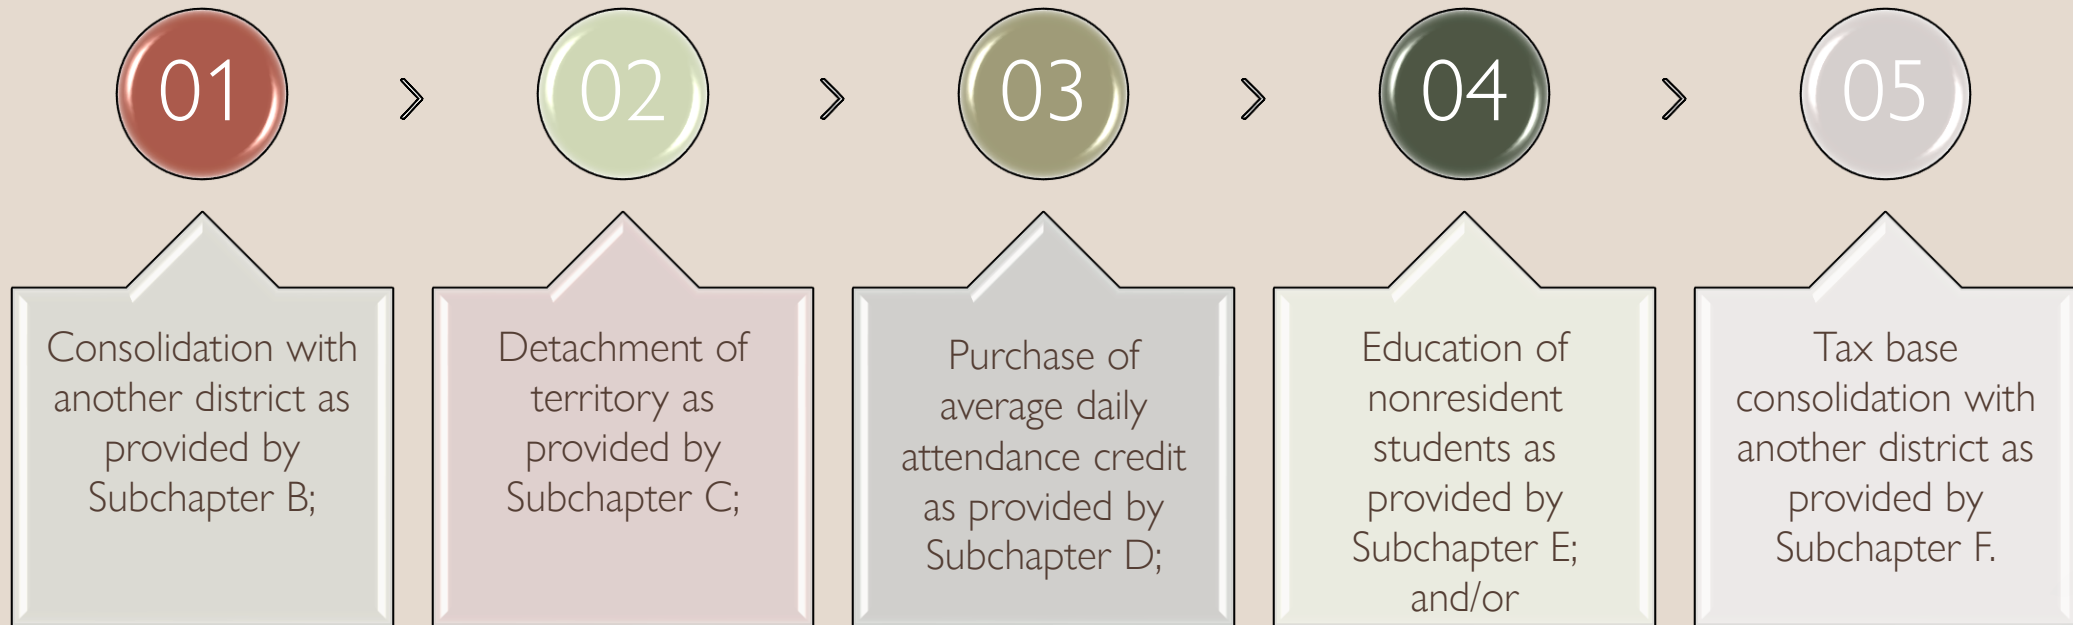 01
02
03
04
05
Consolidation with
another district as
provided by
Subchapter B;
Detachment of
territory as
provided by
Subchapter C;
Purchase of
average daily
attendance credit
as provided by
Subchapter D;
Education of
nonresident
students as
provided by
Subchapter E;
and/or
Tax base
consolidation with
another district as
provided by
Subchapter F.